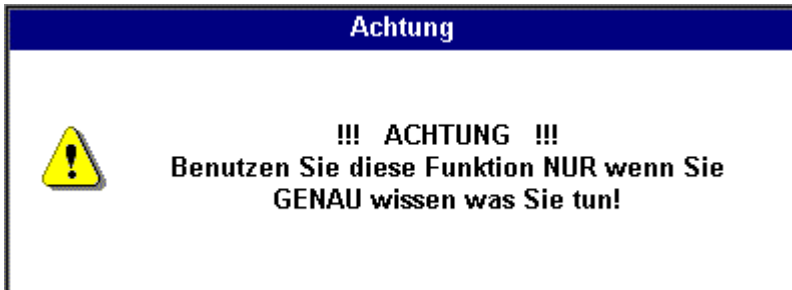 Achtung
!!! ACHTUNG !!!
Benutzen Sie diese Funktion NUR wenn Sie
GENAU wissen was Sie tun!